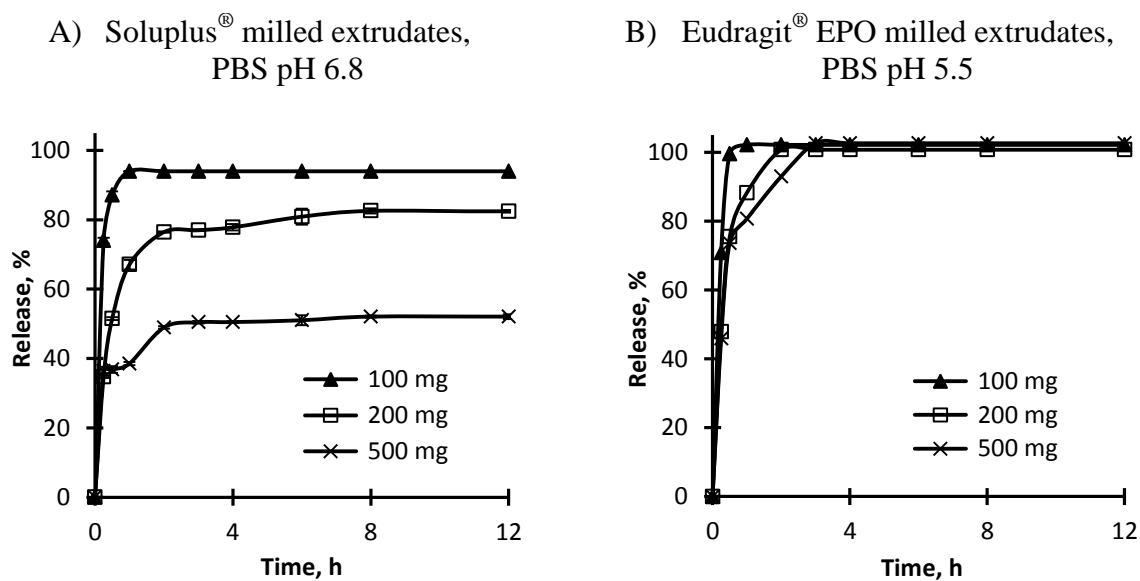 A) Soluplus® milled extrudates,
PBS pH 6.8
100
80
60
40
20
0
Release, %
100 mg
200 mg
500 mg
0 4 8 12
Time, h
B) Eudragit® EPO milled extrudates,
PBS pH 5.5
100
80
60
40
20
0
Release, %
100 mg
200 mg
500 mg
0 4 8 12
Time, h